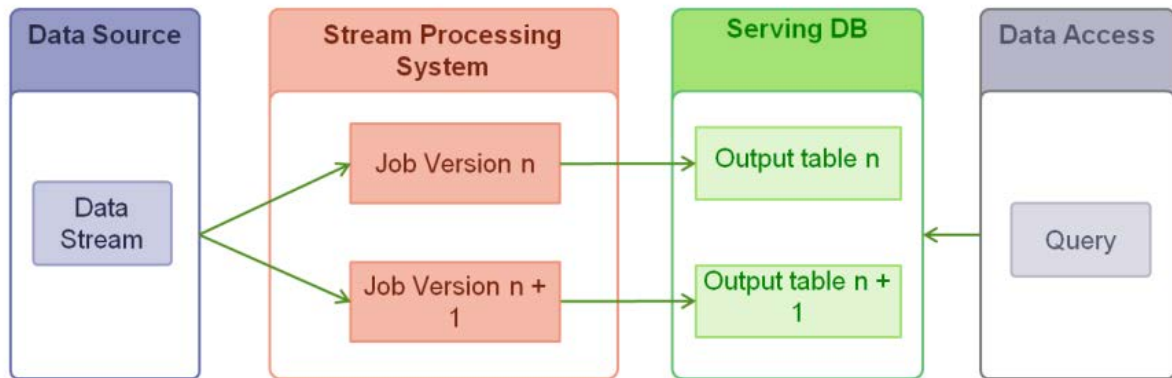 Data Source
Stream Processing
System
Serving DB
Data Access
Data
Stream
Job Version n
Output table n
Query
Job Version n +
1
Output table n +
1